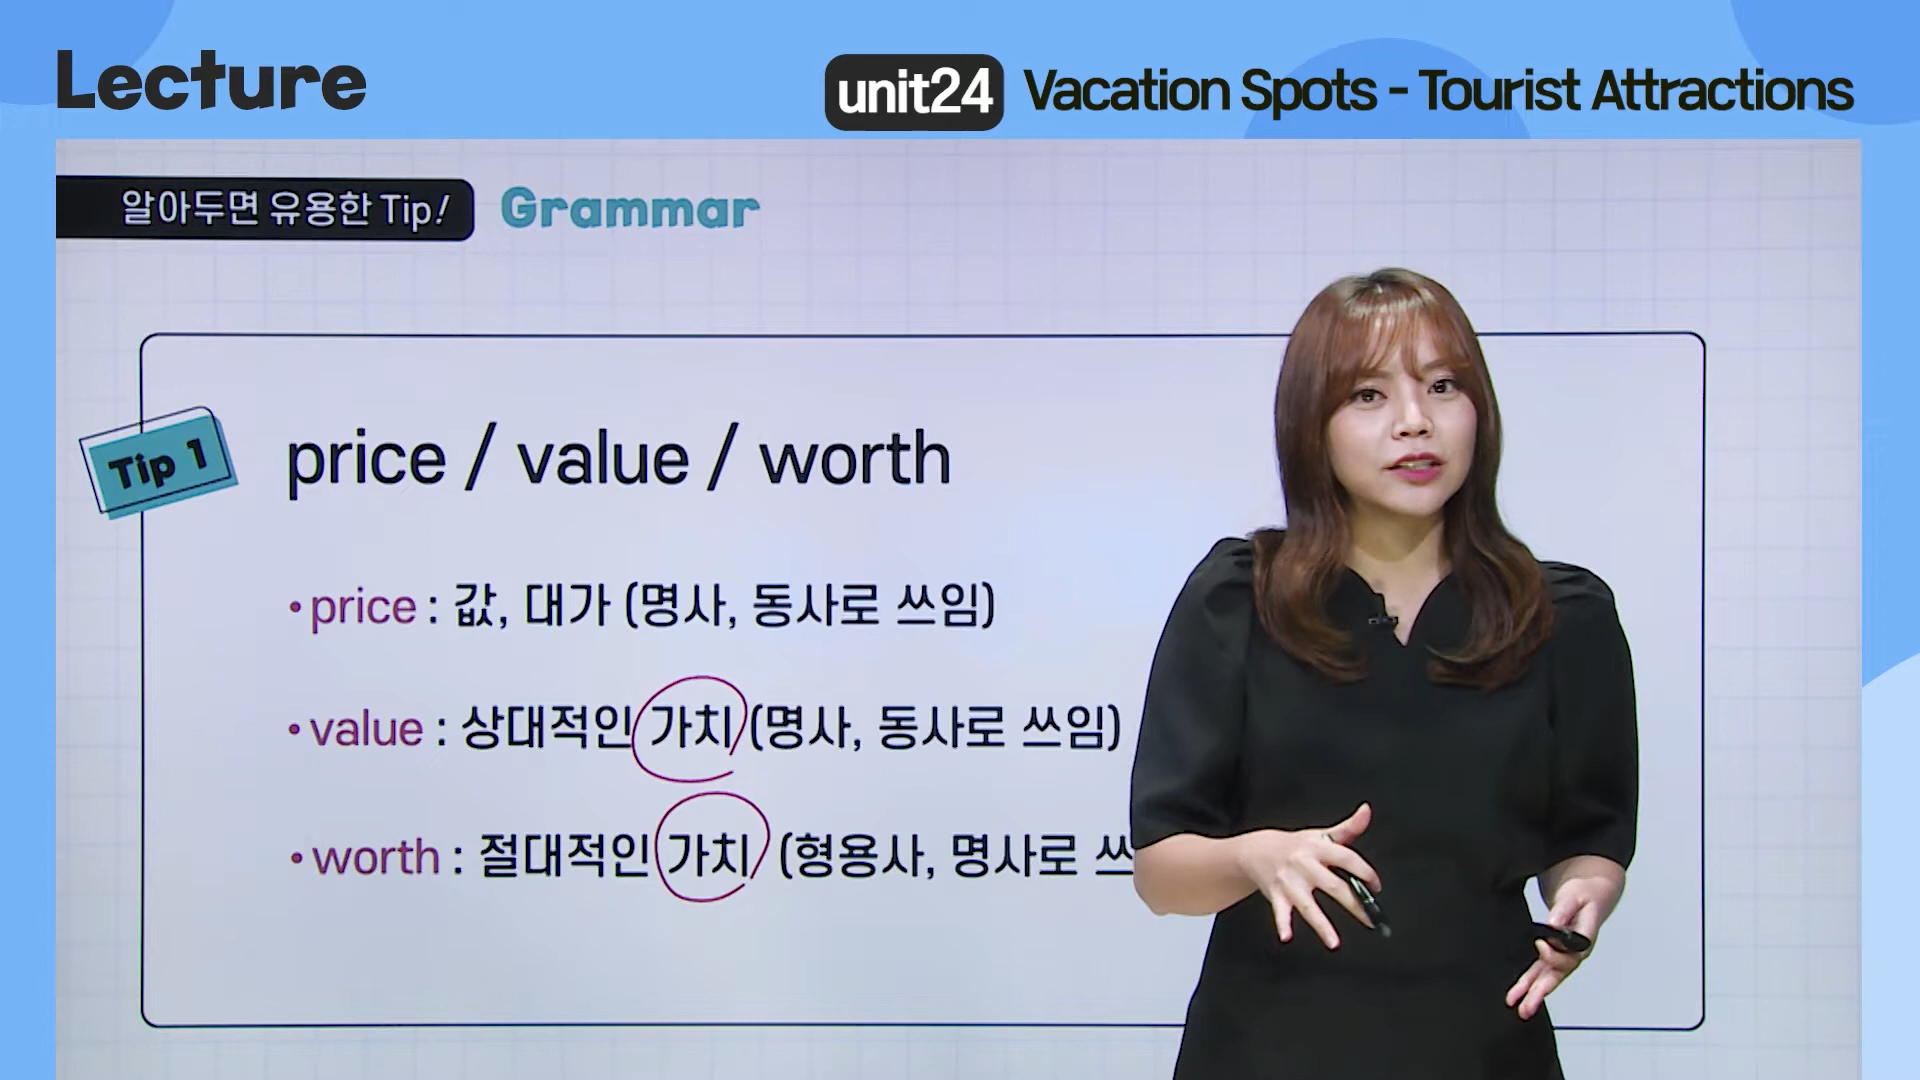 Lecture
unit24 Vacation Spots - Tourist Attractions
알아두면 유용한 Tip! Grammar
Tip 1
price / value / worth
• price : 값, 대가 (명사, 동사로 쓰임)
• value : 상대적인 가치 (명사, 동사로 쓰임)
• worth : 절대적인 가치 (형용사, 명사로 쓰